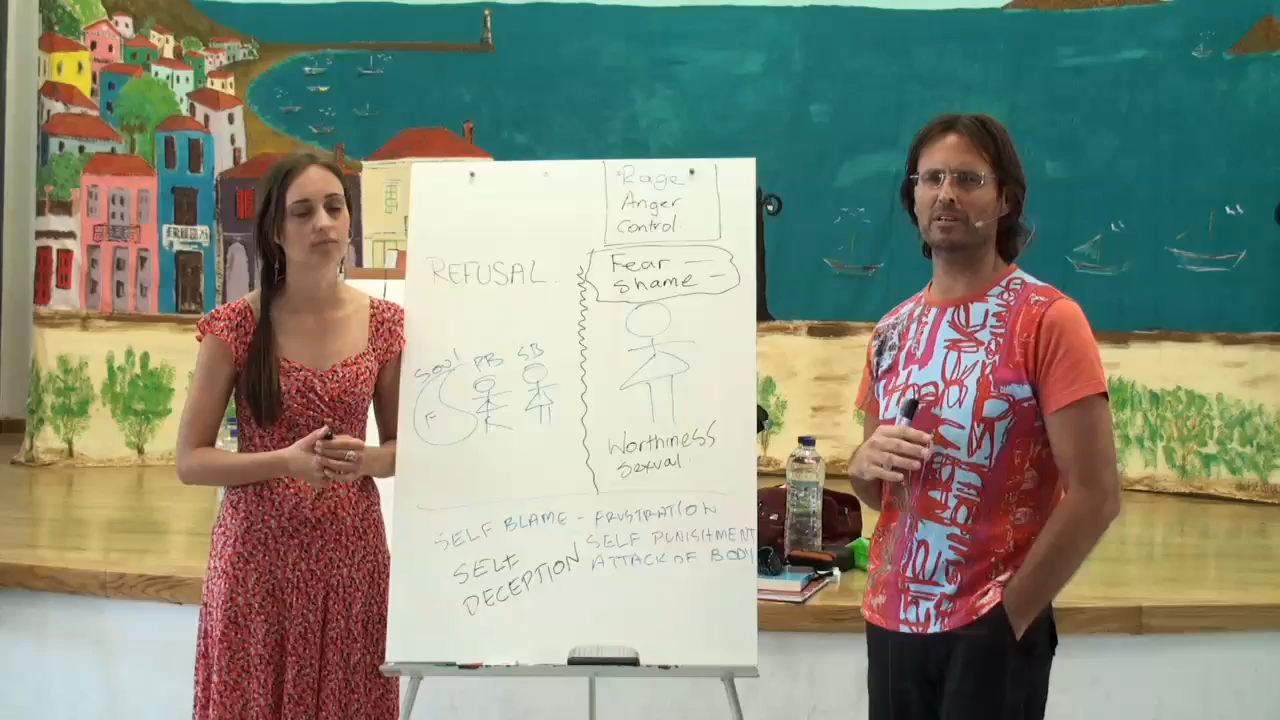 Rage
Anger
Control.
Fear —
shame —
REFUSAL.
Soul PB SB
F
Worthiness
Sexual.
SELF BLAME - FRUSTRATION
SELF PUNISHMENT
SELF
DECEPTION
ATTACK OF BODY